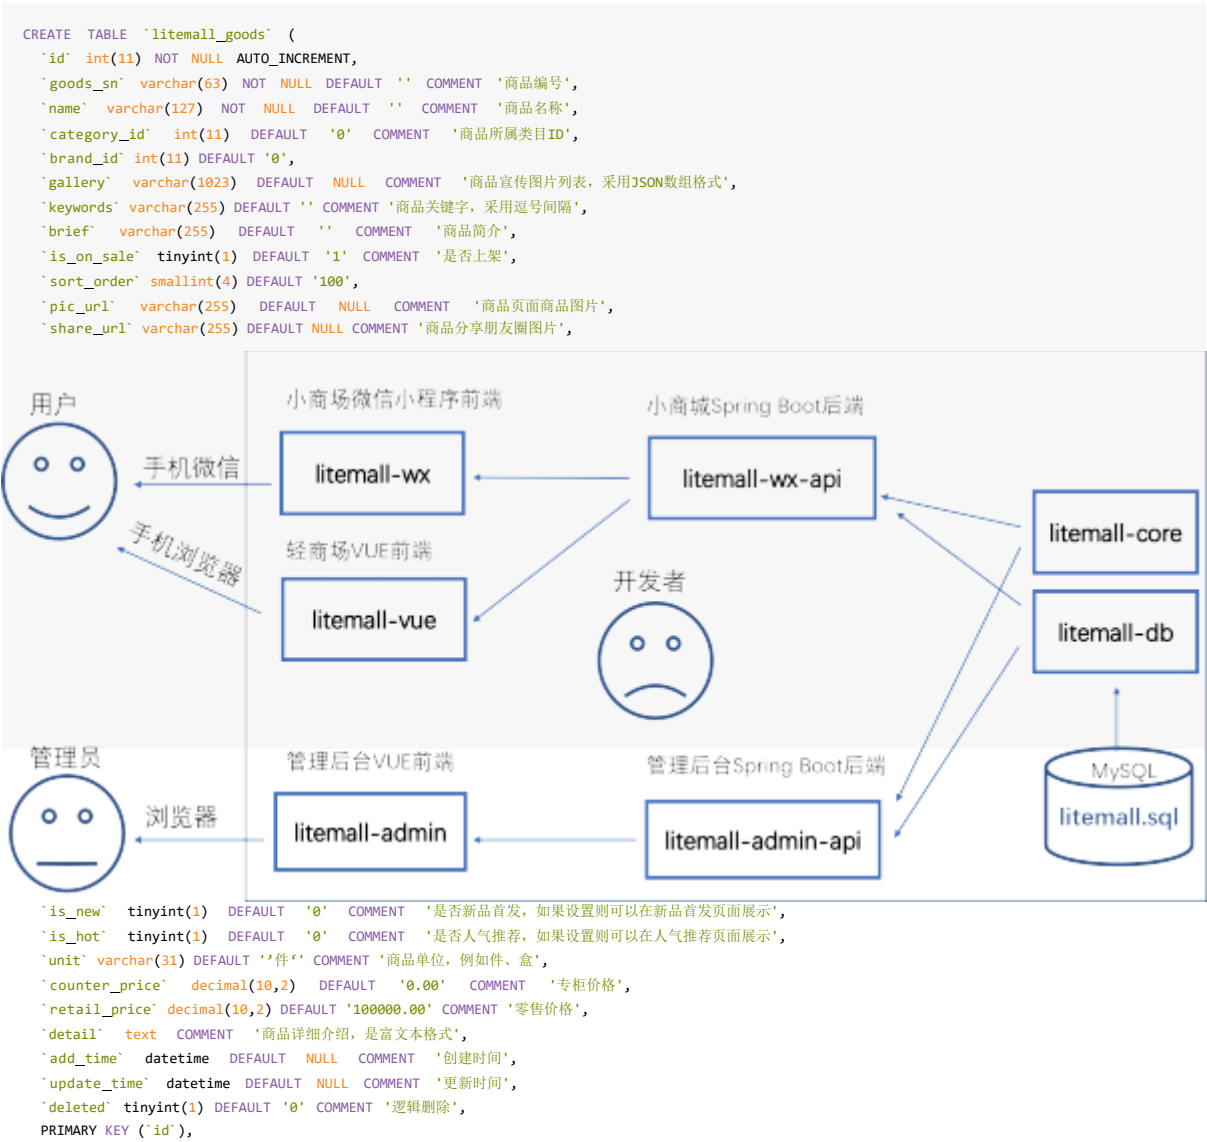 CREATE TABLE `litemall_goods` (
`id` int(11) NOT NULL AUTO_INCREMENT,
`goods_sn` varchar(63) NOT NULL DEFAULT '' COMMENT '商品编号',
`name` varchar(127) NOT NULL DEFAULT '' COMMENT '商品名称',
`category_id` int(11) DEFAULT '0' COMMENT '商品所属类目ID',
`brand_id` int(11) DEFAULT '0',
`gallery` varchar(1023) DEFAULT NULL COMMENT '商品宣传图片列表，采用JSON数组格式',
`keywords` varchar(255) DEFAULT '' COMMENT '商品关键字，采用逗号间隔',
`brief` varchar(255) DEFAULT '' COMMENT '商品简介',
`is_on_sale` tinyint(1) DEFAULT '1' COMMENT '是否上架',
`sort_order` smallint(4) DEFAULT '100',
`pic_url` varchar(255) DEFAULT NULL COMMENT '商品页面商品图片',
`share_url` varchar(255) DEFAULT NULL COMMENT '商品分享朋友圈图片',
用户
小商场微信小程序前端
小商城Spring Boot后端
手机微信
litemall-wx
litemall-wx-api
手机浏览器
轻商场VUE前端
litemall-core
litemall-vue
开发者
litemall-db
管理员
管理后台VUE前端
管理后台Spring Boot后端
MySQL
浏览器
litemall-admin
litemall-admin-api
litemall.sql
`is_new` tinyint(1) DEFAULT '0' COMMENT '是否新品首发，如果设置则可以在新品首发页面展示',
`is_hot` tinyint(1) DEFAULT '0' COMMENT '是否人气推荐，如果设置则可以在人气推荐页面展示',
`unit` varchar(31) DEFAULT '’件‘' COMMENT '商品单位，例如件、盒',
`counter_price` decimal(10,2) DEFAULT '0.00' COMMENT '专柜价格',
`retail_price` decimal(10,2) DEFAULT '100000.00' COMMENT '零售价格',
`detail` text COMMENT '商品详细介绍，是富文本格式',
`add_time` datetime DEFAULT NULL COMMENT '创建时间',
`update_time` datetime DEFAULT NULL COMMENT '更新时间',
`deleted` tinyint(1) DEFAULT '0' COMMENT '逻辑删除',
PRIMARY KEY (`id`),